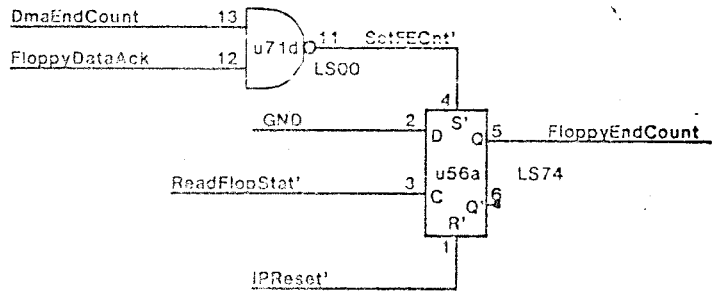 DmaEndCount 13
u71d 11 SetFECnt'
FloppyDataAck 12
LS00
4
GND 2 S' 5 FloppyEndCount
D Q
u56a LS74
ReadFlopStat' 3
C Q' 6
R'
1
IPReset'